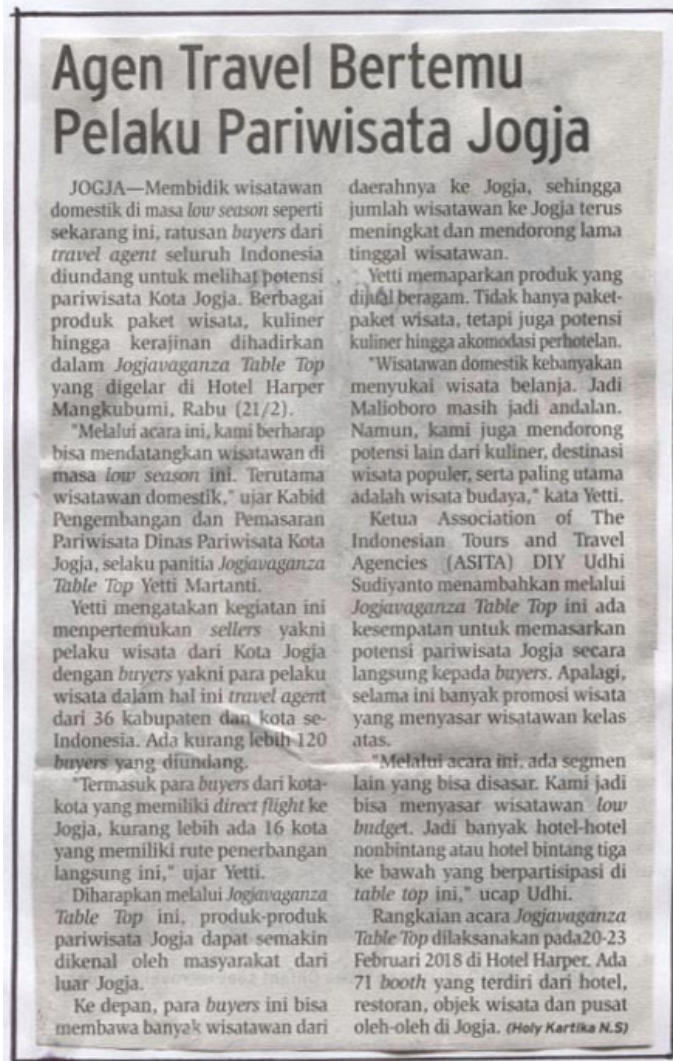 Agen Travel Bertemu
Pelaku Pariwisata Jogja
JOGJA—Membidik wisatawan
domestik di masa low season seperti
sekarang ini, ratusan buyers dari
travel agent seluruh Indonesia
diundang untuk melihat potensi
pariwisata Kota Jogja. Berbagai
produk paket wisata, kuliner
hingga kerajinan dihadirkan
dalam Jogjavaganza Table Top
yang digelar di Hotel Harper
Mangkubumi, Rabu (21/2).
"Melalui acara ini, kami berharap
bisa mendatangkan wisatawan di
masa low season ini. Terutama
wisatawan domestik," ujar Kabid
Pengembangan dan Pemasaran
Pariwisata Dinas Pariwisata Kota
Jogja, selaku panitia Jogjavaganza
Table Top Yetti Martanti.
Yetti mengatakan kegiatan ini
menpertemukan sellers yakni
pelaku wisata dari Kota Jogja
dengan buyers yakni para pelaku
wisata dalam hal ini travel agent
dari 36 kabupaten dan kota se-
Indonesia. Ada kurang lebih 120
buyers yang diundang.
"Termasuk para buyers dari kota-
kota yang memiliki direct flight ke
Jogja, kurang lebih ada 16 kota
yang memiliki rute penerbangan
langsung ini," ujar Yetti.
Diharapkan melalui Jogjavaganza
Table Top ini, produk-produk
pariwisata Jogja dapat semakin
dikenal oleh masyarakat dari
luar Jogja.
Ke depan, para buyers ini bisa
membawa banyak wisatawan dari
daerahnya ke Jogja, sehingga
jumlah wisatawan ke Jogja terus
meningkat dan mendorong lama
tinggal wisatawan.
Yetti memaparkan produk yang
dijual beragam. Tidak hanya paket-
paket wisata, tetapi juga potensi
kuliner hingga akomodasi perhotelan.
"Wisatawan domestik kebanyakan
menyukai wisata belanja. Jadi
Malioboro masih jadi andalan.
Namun, kami juga mendorong
potensi lain dari kuliner, destinasi
wisata populer, serta paling utama
adalah wisata budaya," kata Yetti.
Ketua Association of The
Indonesian Tours and Travel
Agencies (ASITA) DIY Udhi
Sudiyanto menambahkan melalui
Jogjavaganza Table Top ini ada
kesempatan untuk memasarkan
potensi pariwisata Jogja secara
langsung kepada buyers. Apalagi,
selama ini banyak promosi wisata
yang menyasar wisatawan kelas
atas.
"Melalui acara ini, ada segmen
lain yang bisa disasar. Kami jadi
bisa menyasar wisatawan low
budget. Jadi banyak hotel-hotel
nonbintang atau hotel bintang tiga
ke bawah yang berpartisipasi di
table top ini," ucap Udhi.
Rangkaian acara Jogjavaganza
Table Top dilaksanakan pada20-23
Februari 2018 di Hotel Harper. Ada
71 booth yang terdiri dari hotel,
restoran, objek wisata dan pusat
oleh-oleh di Jogja. (Holy Kartika N.S)